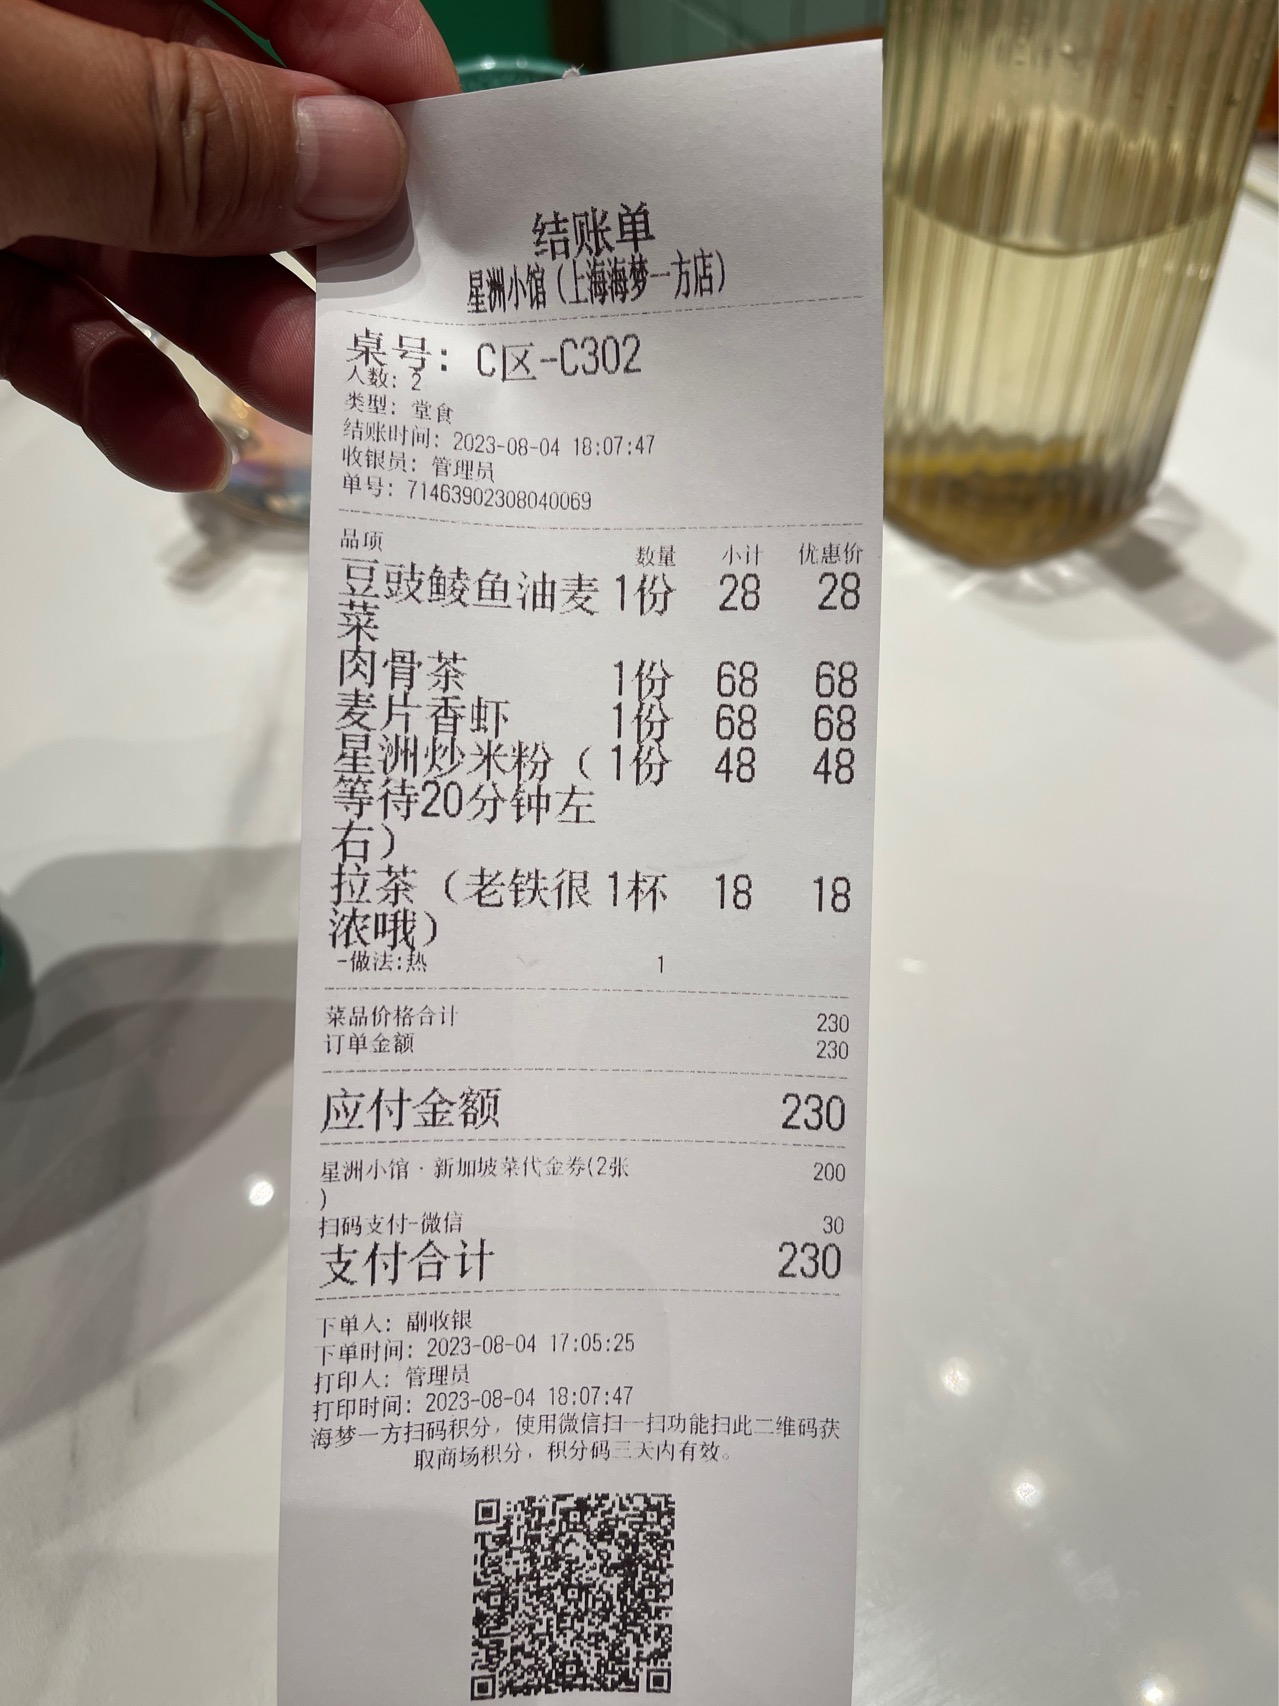 结账单
星洲小馆（上海海梦一方店）
桌号：C区-C302
人数：2
类型：堂食
结账时间：2023-08-04 18:07:47
收银员：管理员
单号：71463902308040069
品项 数量 小计 优惠价
豆豉鲮鱼油麦 1份 28 28
菜
肉骨茶 1份 68 68
麦片香虾 1份 68 68
星洲炒米粉（ 1份 48 48
等待20分钟左
右）
拉茶（老铁很 1杯 18 18
浓哦）
-做法:热 1
菜品价格合计 230
订单金额 230
应付金额 230
星洲小馆·新加坡菜代金券(2张 200
)
扫码支付-微信 30
支付合计 230
下单人：副收银
下单时间：2023-08-04 17:05:25
打印人：管理员
打印时间：2023-08-04 18:07:47
海梦一方扫码积分，使用微信扫一扫功能扫此二维码获
取商场积分，积分码三天内有效。